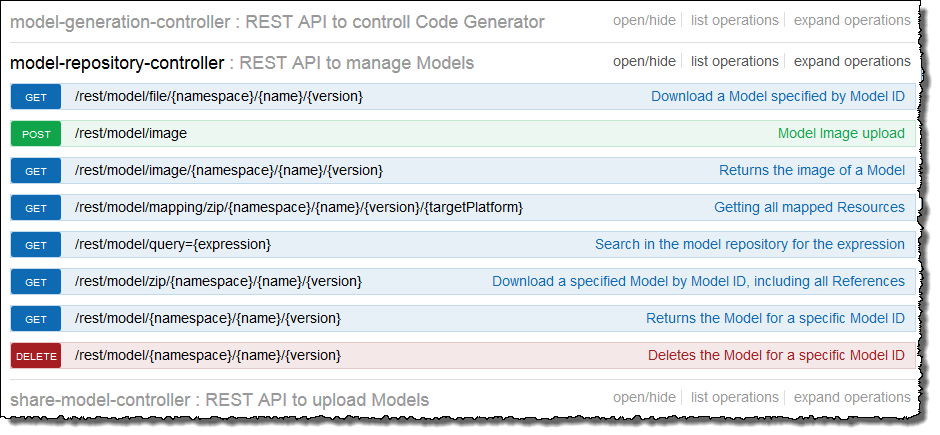 model-generation-controller : REST API to controll Code Generator open/hide list operations expand operations
model-repository-controller : REST API to manage Models open/hide list operations expand operations
GET /rest/model/file/{namespace}/{name}/{version} Download a Model specified by Model ID
POST /rest/model/image Model Image upload
GET /rest/model/image/{namespace}/{name}/{version} Returns the image of a Model
GET /rest/model/mapping/zip/{namespace}/{name}/{version}/{targetPlatform} Getting all mapped Resources
GET /rest/model/query={expression} Search in the model repository for the expression
GET /rest/model/zip/{namespace}/{name}/{version} Download a specified Model by Model ID, including all References
GET /rest/model/{namespace}/{name}/{version} Returns the Model for a specific Model ID
DELETE /rest/model/{namespace}/{name}/{version} Deletes the Model for a specific Model ID
share-model-controller : REST API to upload Models open/hide list operations expand operations